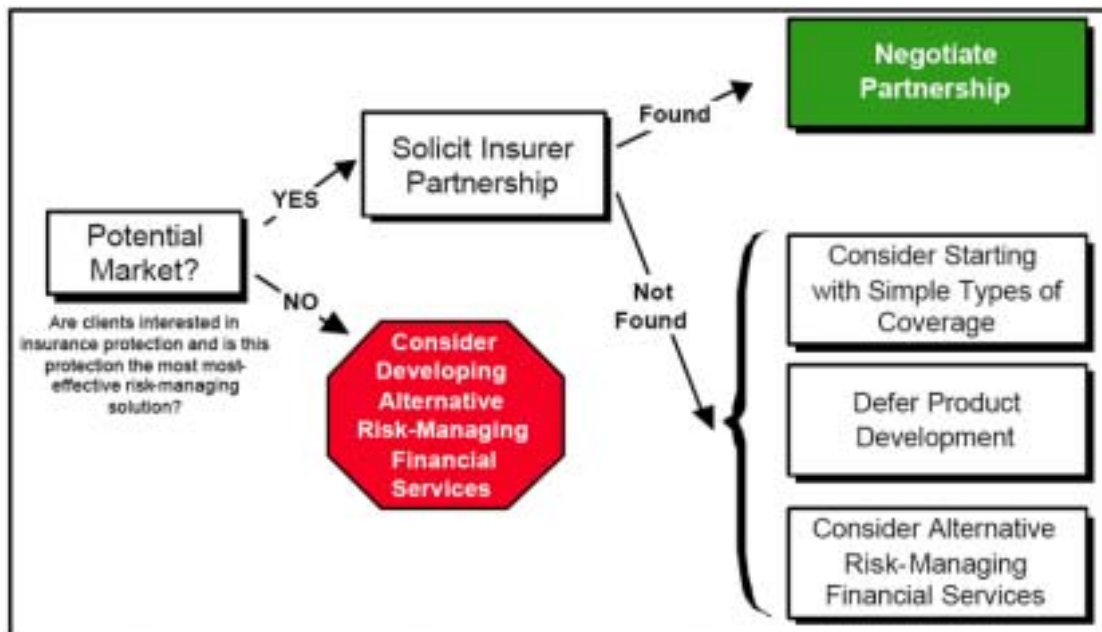 Potential
Market?
Are clients interested in
insurance protection and is this
protection the most most-
effective risk-managing
solution?
YES
NO
Solicit Insurer
Partnership
Consider
Developing
Alternative
Risk-Managing
Financial
Services
Found
Not
Found
Negotiate
Partnership
Consider Starting
with Simple Types of
Coverage
Defer Product
Development
Consider Alternative
Risk-Managing
Financial Services